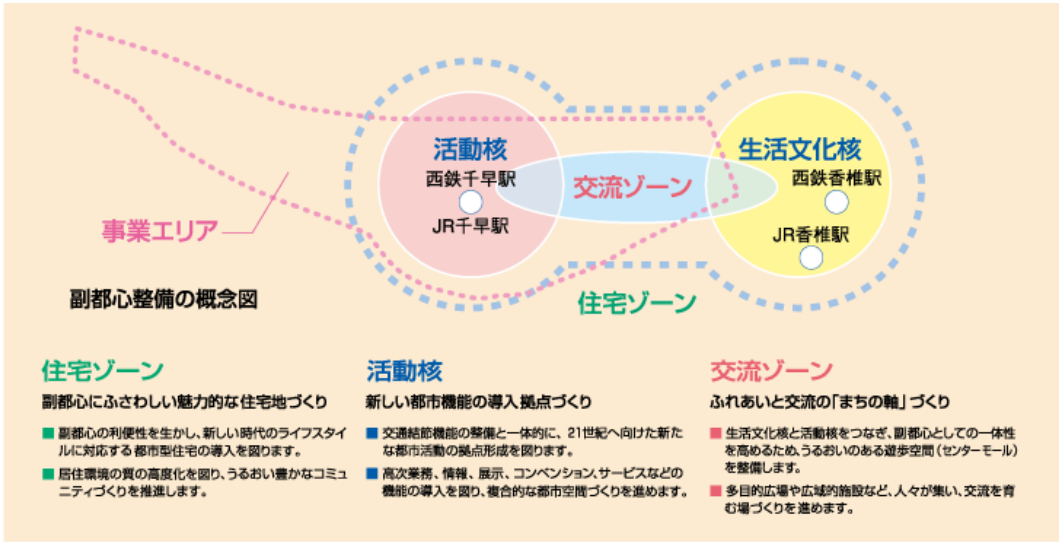 活動核
西鉄千早駅
JR千早駅
交流ゾーン
生活文化核
西鉄香椎駅
JR香椎駅
事業エリア
副都心整備の概念図
住宅ゾーン
住宅ゾーン
副都心にふさわしい魅力的な住宅地づくり
■副都心の利便性を生かし、新しい時代のライフスタイ
ルに対応する都市型住宅の導入を図ります。
■居住環境の質の高度化を図り、うるおい豊かなコミュ
ニティづくりを推進します。
活動核
新しい都市機能の導入拠点づくり
■交通結節機能の整備と一体的に、21世紀へ向けた新た
な都市活動の拠点形成を図ります。
■高次業務、情報、展示、コンベンション、サービスなどの
機能の導入を図り、複合的な都市空間づくりを進めます。
交流ゾーン
ふれあいと交流の「まちの軸」づくり
■生活文化核と活動核をつなぎ、副都心としての一体性
を高めるため、うるおいのある遊歩空間(センターモール)
を整備します。
■多目的広場や広域的施設など、人々が集い、交流を育
む場づくりを進めます。